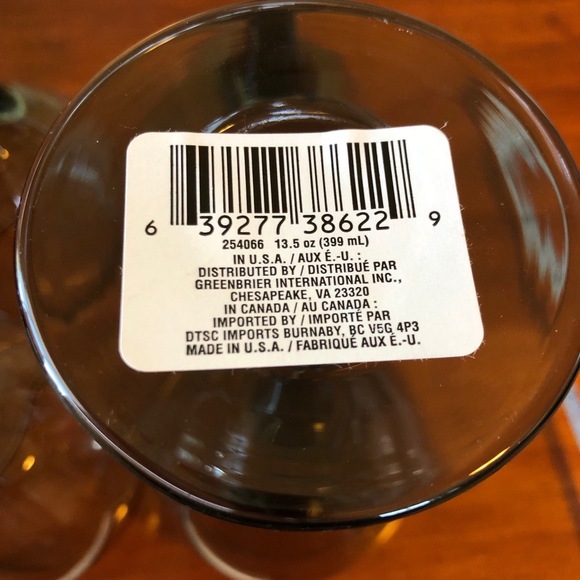 6 39277 38622 9
254066 13.5 oz (399 mL)
IN U.S.A. / AUX É.-U. :
DISTRIBUTED BY / DISTRIBUÉ PAR
GREENBRIER INTERNATIONAL INC.,
CHESAPEAKE, VA 23320
IN CANADA / AU CANADA :
IMPORTED BY / IMPORTÉ PAR
DTSC IMPORTS BURNABY, BC V5G 4P3
MADE IN U.S.A. / FABRIQUÉ AUX É.-U.